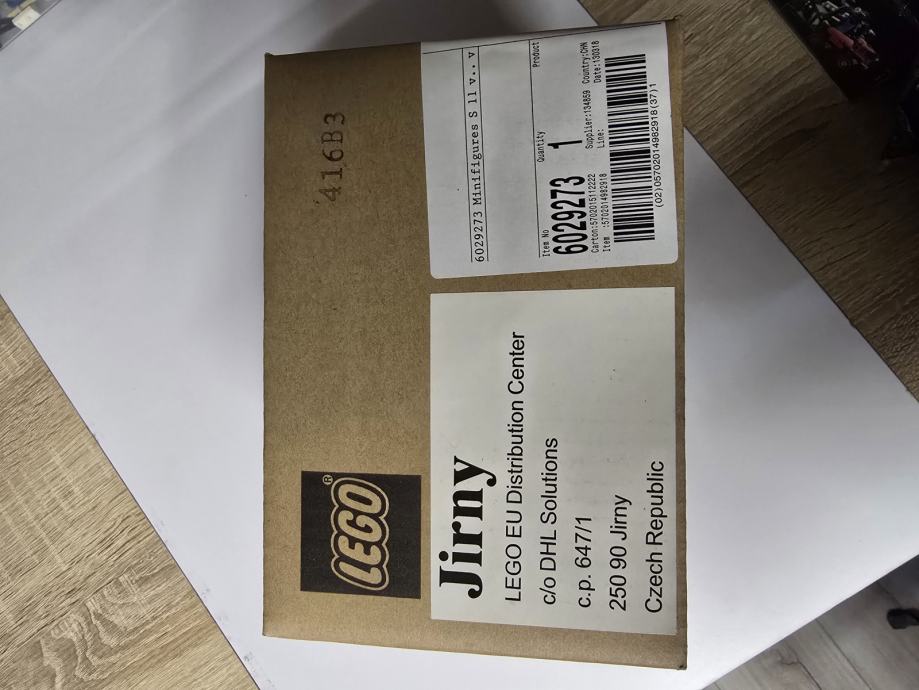 416B3
LEGO®
6029273 Minifigures S 11 v.. v
Item No Quantity Product
6029273 1
Carton:5702015112222 Supplier:134859 Country:CHN
Item :5702014982918 Line: Date:130318
(02)05702014982918(37)1
Jirny
LEGO EU Distribution Center
c/o DHL Solutions
c.p. 647/1
250 90 Jirny
Czech Republic